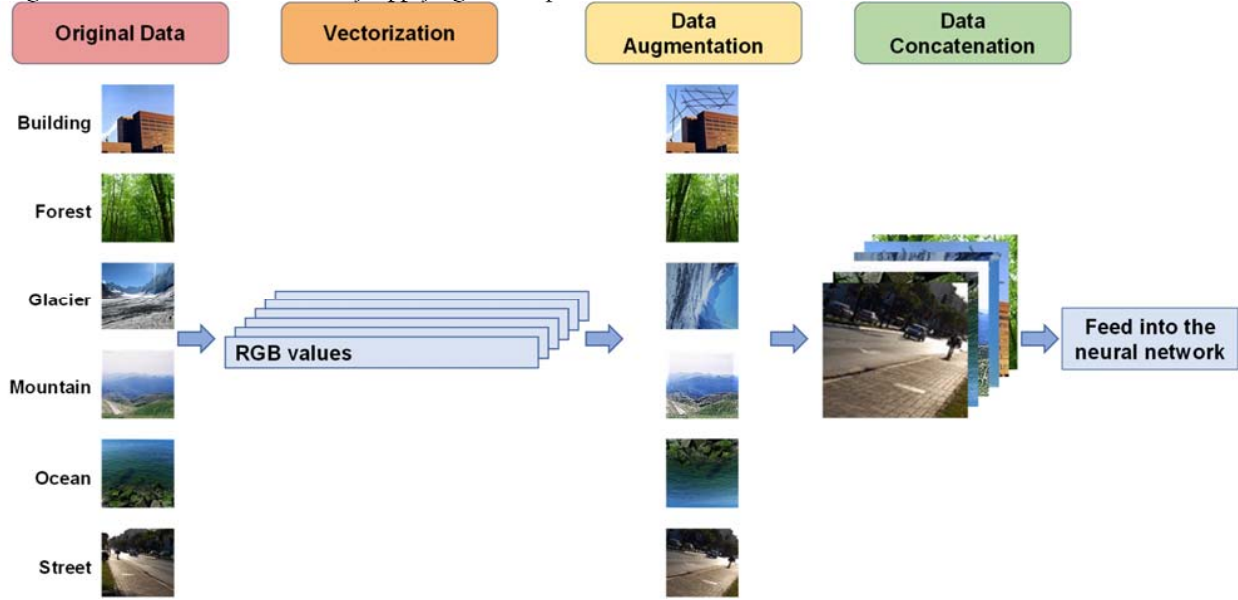 Original Data
Vectorization
Data
Augmentation
Data
Concatenation
Building
Forest
Glacier
Mountain
Ocean
Street
RGB values
Feed into the
neural network